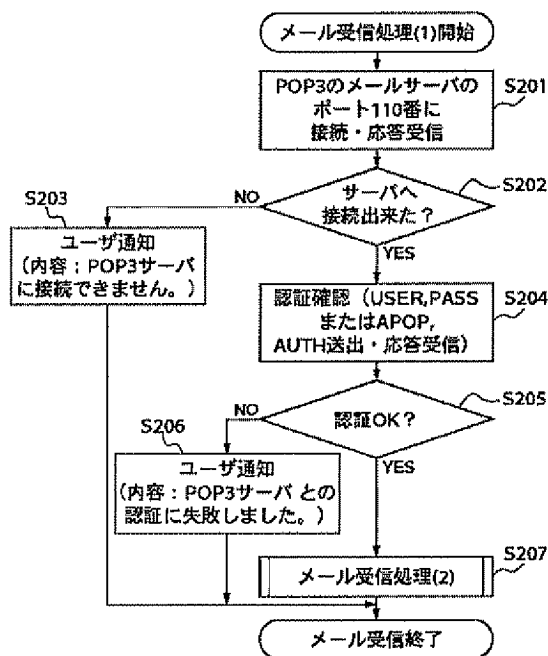 メール受信処理(1)開始
POP3のメールサーバの
ポート110番に
接続・応答受信
S201
サーバへ
接続出来た？
S202
NO
YES
S203
ユーザ通知
（内容：POP3サーバ
に接続できません。）
認証確認（USER,PASS
またはAPOP,
AUTH送出・応答受信）
S204
認証OK？
S205
NO
YES
S206
ユーザ通知
（内容：POP3サーバ との
認証に失敗しました。）
メール受信処理(2)
S207
メール受信終了